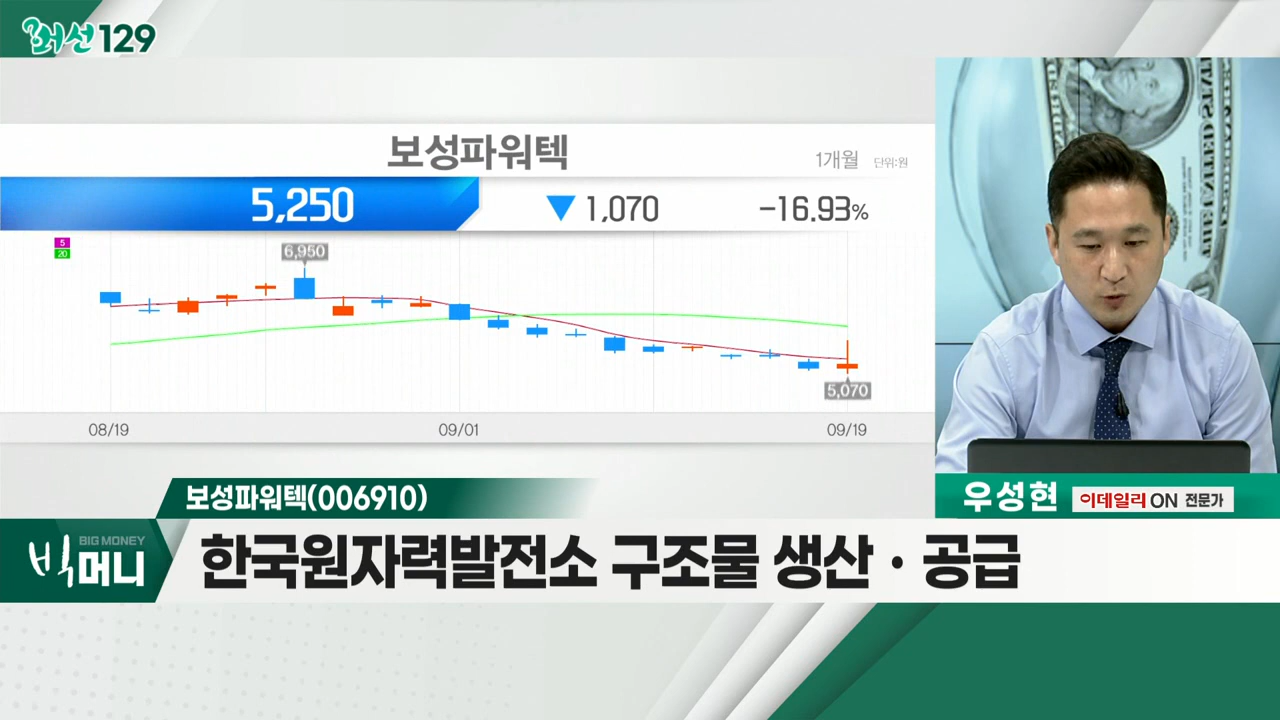 최선129
보성파워텍
1개월 단위:원
5,250 ▼1,070 -16.93%
5
20
6,950
5,070
08/19 09/01 09/19
우성현 이데일리ON 전문가
보성파워텍(006910)
BIG MONEY
빅머니
한국원자력발전소 구조물 생산·공급